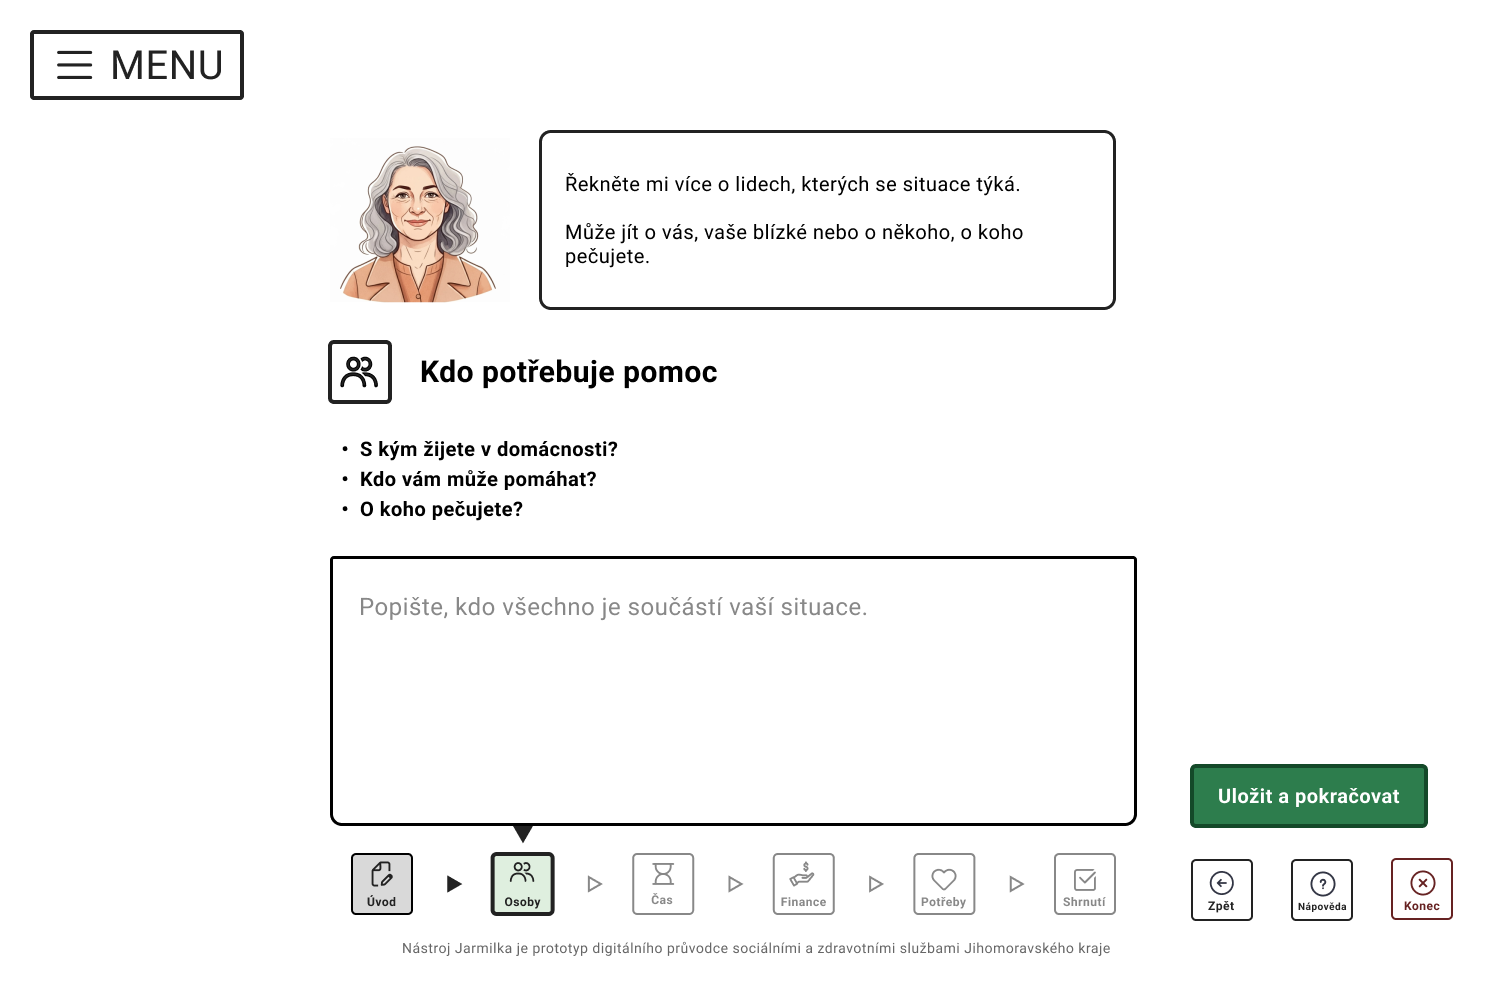 MENU
Řekněte mi více o lidech, kterých se situace týká.
Může jít o vás, vaše blízké nebo o někoho, o koho
pečujete.
Kdo potřebuje pomoc
• S kým žijete v domácnosti?
• Kdo vám může pomáhat?
• O koho pečujete?
Popište, kdo všechno je součástí vaší situace.
Uložit a pokračovat
Úvod
Osoby
Čas
Finance
Potřeby
Shrnutí
Zpět
Nápověda
Konec
Nástroj Jarmilka je prototyp digitálního průvodce sociálními a zdravotními službami Jihomoravského kraje